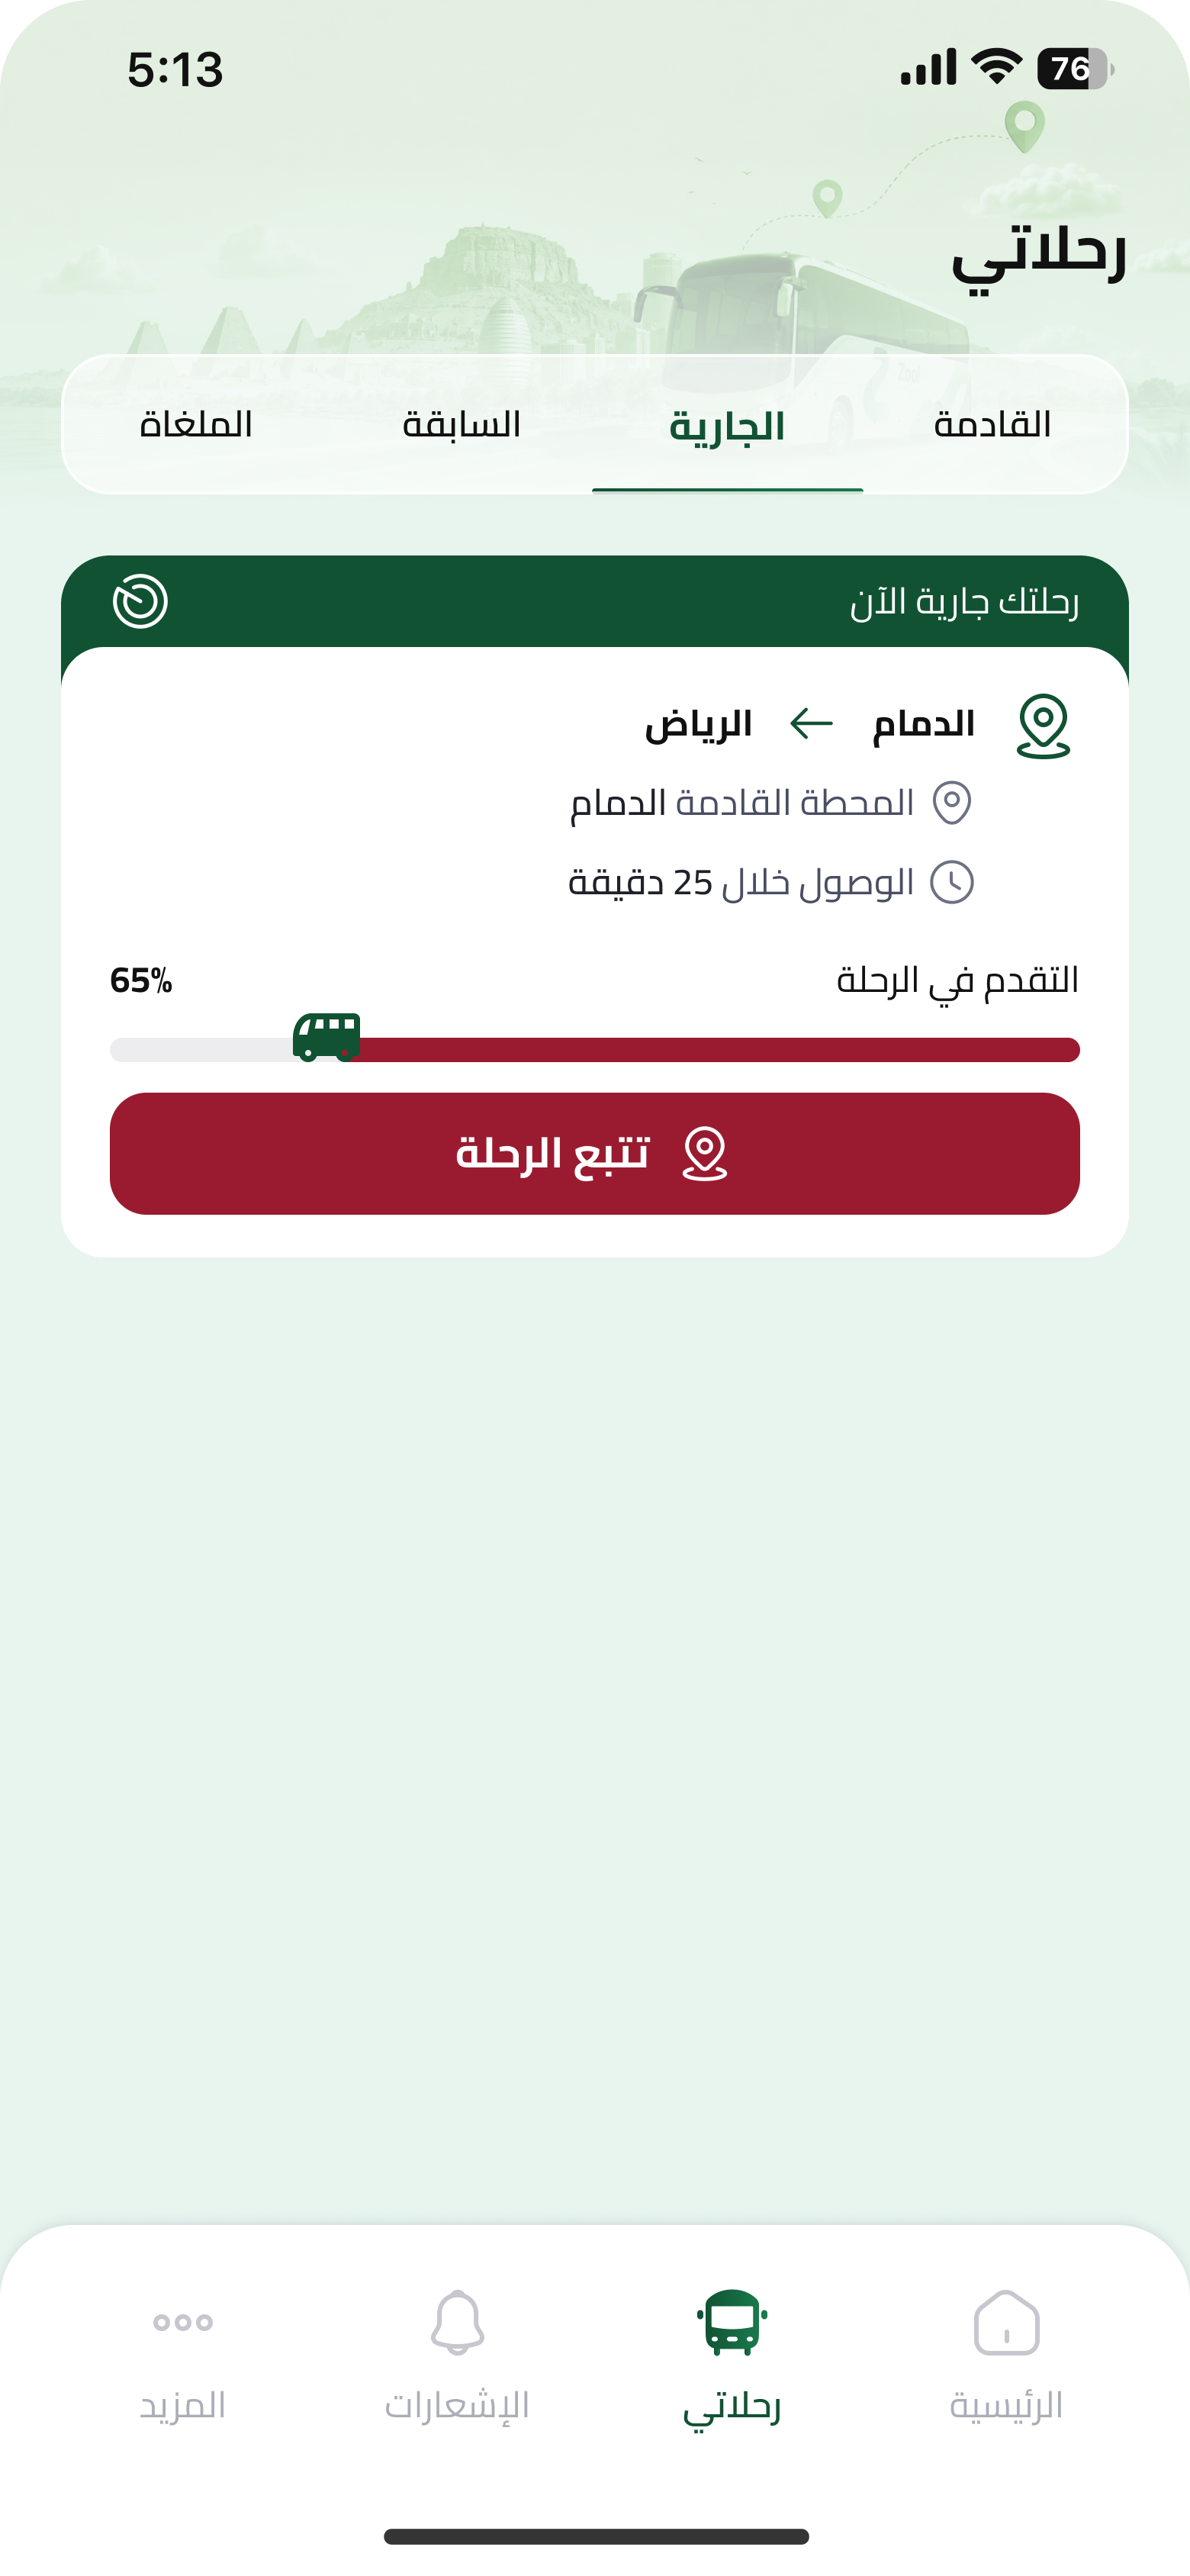 5:13 76
رحلاتي
القادمة الجارية السابقة الملغاة
رحلتك جارية الآن
الدمام الرياض
المحطة القادمة الدمام
الوصول خلال 25 دقيقة
التقدم في الرحلة 65%
تتبع الرحلة
الرئيسية رحلاتي الإشعارات المزيد